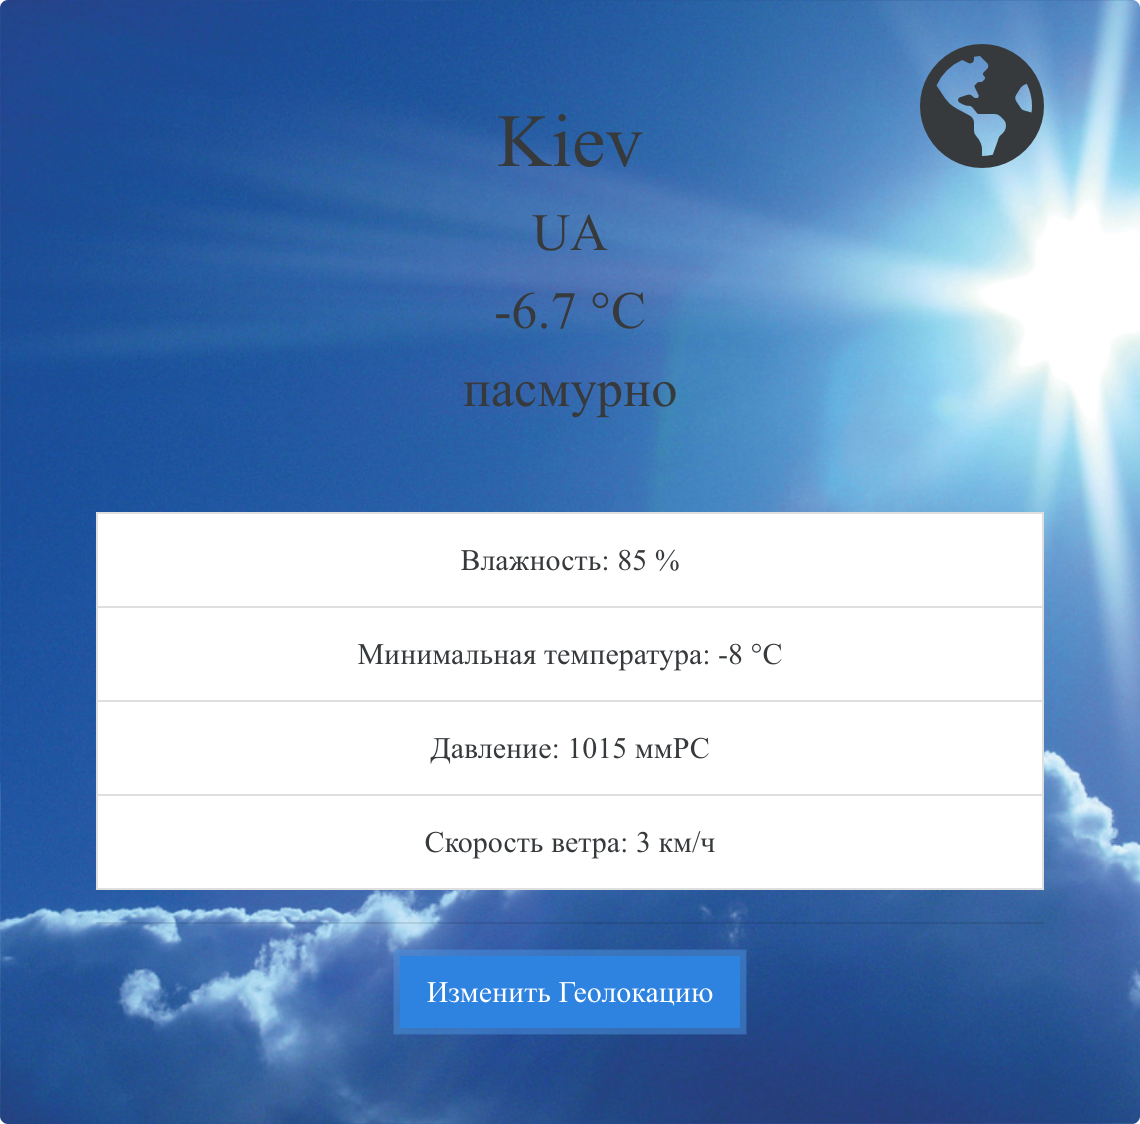 Kiev
UA
-6.7 °C
пасмурно
Влажность: 85 %
Минимальная температура: -8 °C
Давление: 1015 ммРС
Скорость ветра: 3 км/ч
Изменить Геолокацию